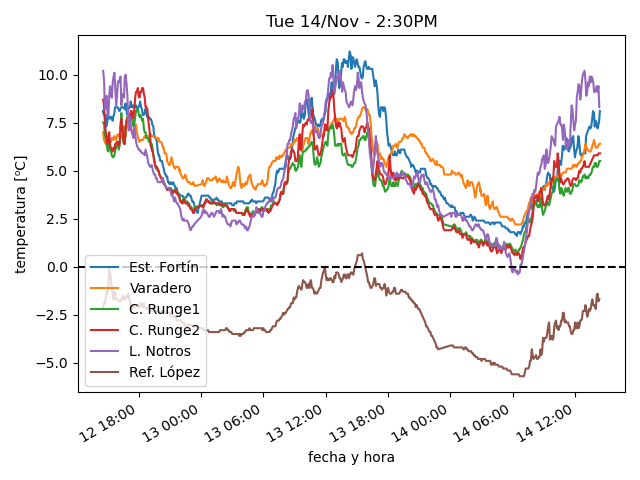 Tue 14/Nov - 2:30PM
temperatura [ºC]
10.0
7.5
5.0
2.5
0.0
−2.5
−5.0
Est. Fortín
Varadero
C. Runge1
C. Runge2
L. Notros
Ref. López
12 18:00
13 00:00
13 06:00
13 12:00
13 18:00
14 00:00
14 06:00
14 12:00
fecha y hora